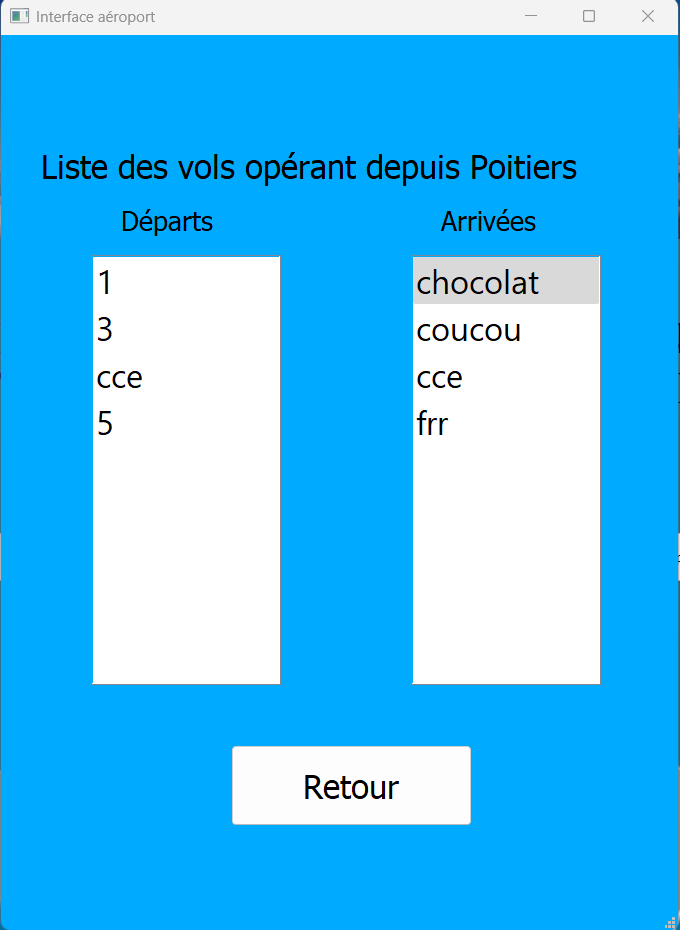 Interface aéroport
Liste des vols opérant depuis Poitiers
Départs
Arrivées
1
3
cce
5
chocolat
coucou
cce
frr
Retour